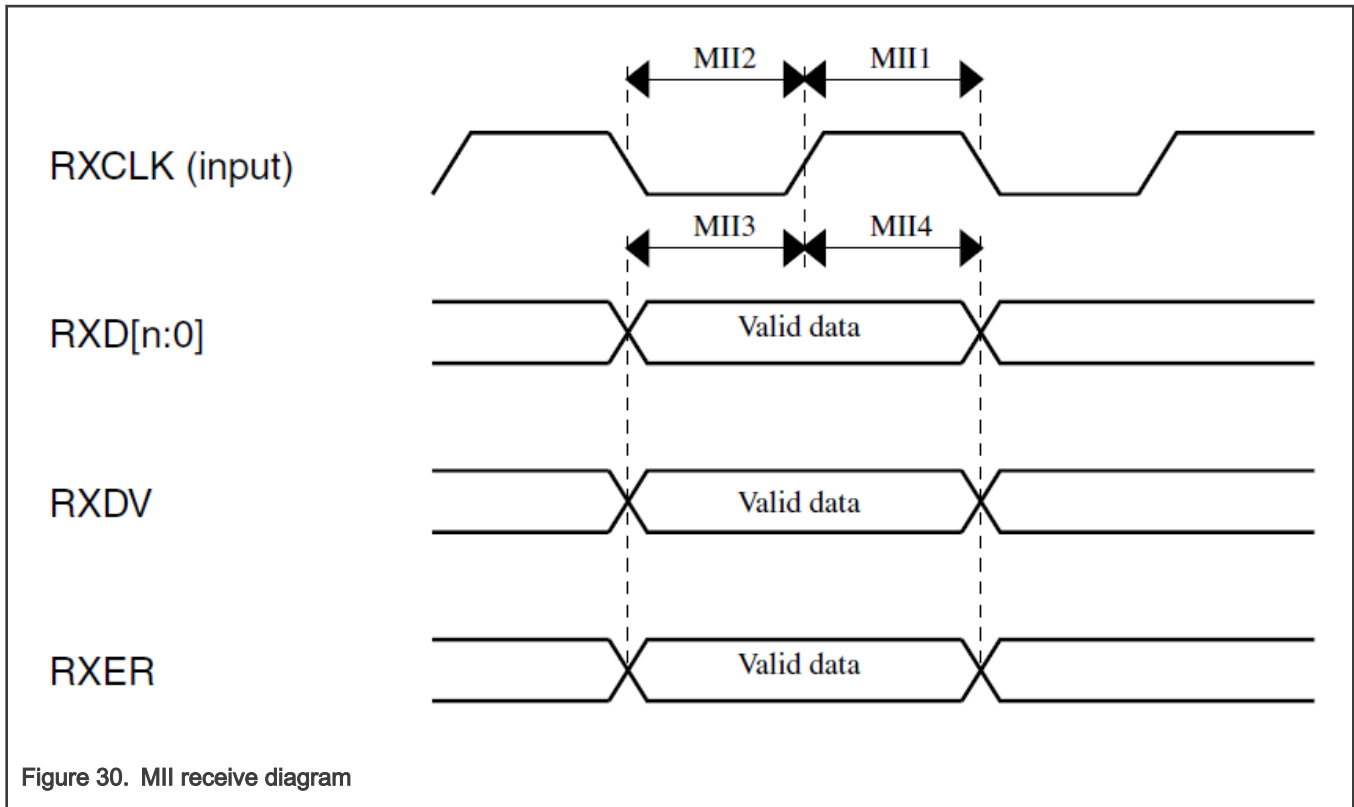 MII2 MII1
RXCLK (input)
MII3 MII4
RXD[n:0] Valid data
RXDV Valid data
RXER Valid data
Figure 30. MII receive diagram